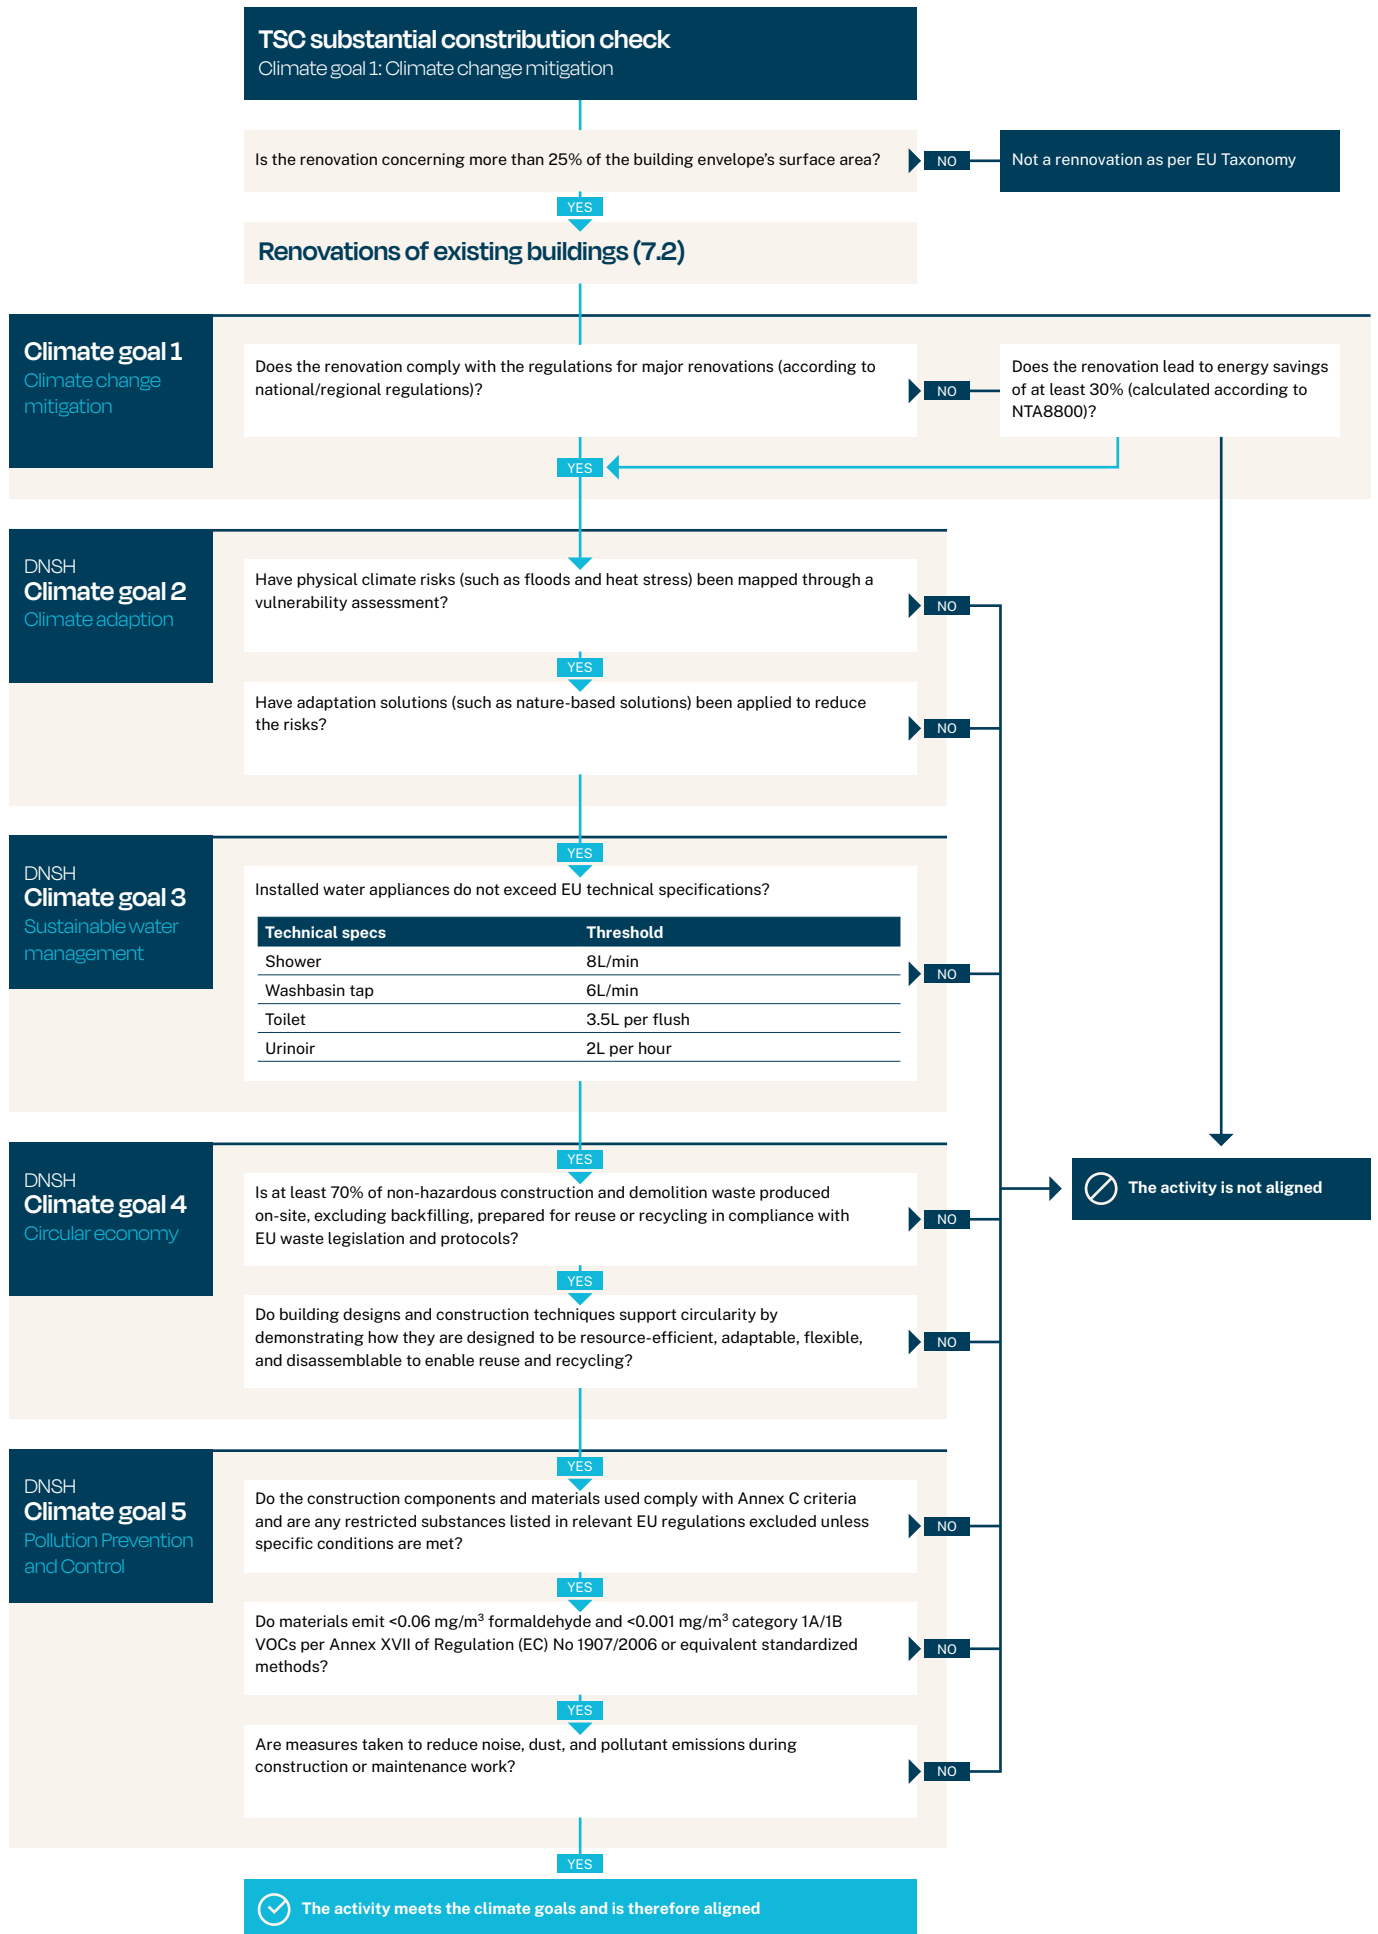 TSC substantial constribution check
Climate goal 1: Climate change mitigation
Is the renovation concerning more than 25% of the building envelope's surface area?
NO
Not a rennovation as per EU Taxonomy
YES
Renovations of existing buildings (7.2)
Climate goal 1
Climate change
mitigation
Does the renovation comply with the regulations for major renovations (according to
national/regional regulations)?
NO
Does the renovation lead to energy savings
of at least 30% (calculated according to
NTA8800)?
YES
DNSH
Climate goal 2
Climate adaption
Have physical climate risks (such as floods and heat stress) been mapped through a
vulnerability assessment?
NO
YES
Have adaptation solutions (such as nature-based solutions) been applied to reduce
the risks?
NO
DNSH
Climate goal 3
Sustainable water
management
YES
Installed water appliances do not exceed EU technical specifications?
Technical specs Threshold
Shower 8L/min
Washbasin tap 6L/min
Toilet 3.5L per flush
Urinoir 2L per hour
NO
DNSH
Climate goal 4
Circular economy
YES
Is at least 70% of non-hazardous construction and demolition waste produced
on-site, excluding backfilling, prepared for reuse or recycling in compliance with
EU waste legislation and protocols?
NO
The activity is not aligned
YES
Do building designs and construction techniques support circularity by
demonstrating how they are designed to be resource-efficient, adaptable, flexible,
and disassemblable to enable reuse and recycling?
NO
DNSH
Climate goal 5
Pollution Prevention
and Control
YES
Do the construction components and materials used comply with Annex C criteria
and are any restricted substances listed in relevant EU regulations excluded unless
specific conditions are met?
NO
YES
Do materials emit <0.06 mg/m³ formaldehyde and <0.001 mg/m³ category 1A/1B
VOCs per Annex XVII of Regulation (EC) No 1907/2006 or equivalent standardized
methods?
NO
YES
Are measures taken to reduce noise, dust, and pollutant emissions during
construction or maintenance work?
NO
YES
The activity meets the climate goals and is therefore aligned